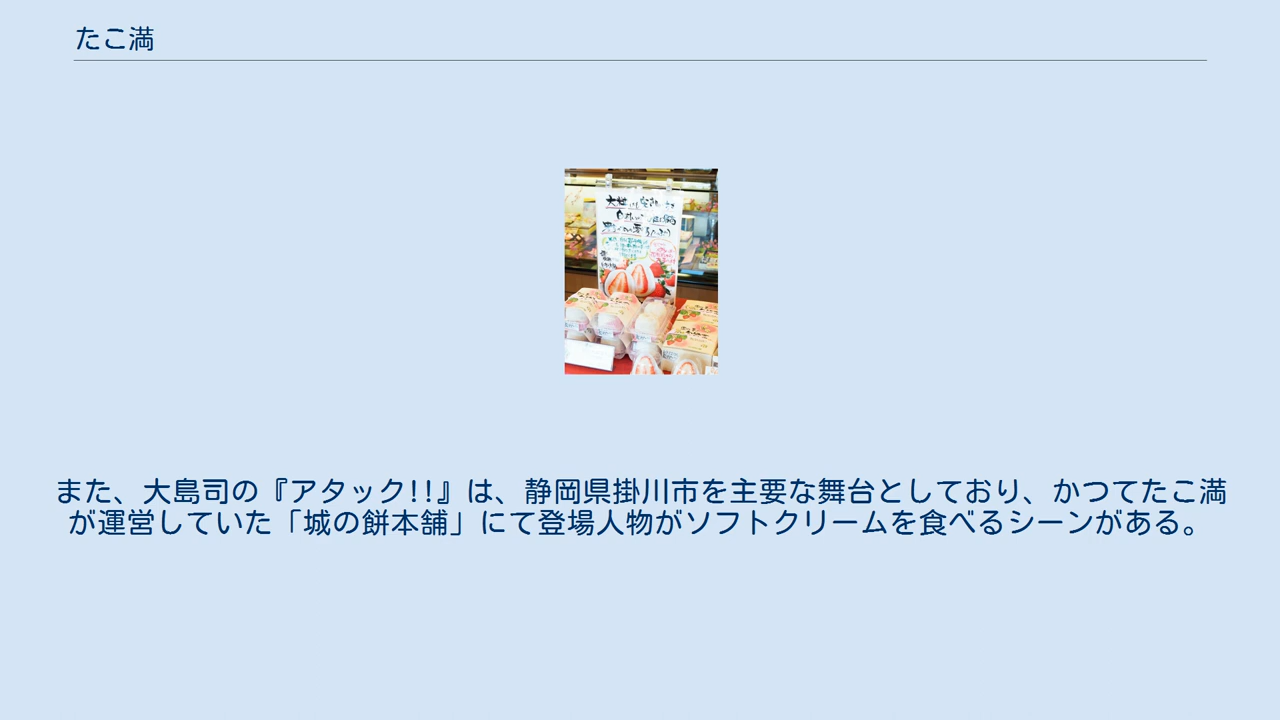 たこ満
また、大島司の『アタック!!』は、静岡県掛川市を主要な舞台としており、かつてたこ満
が運営していた「城の餅本舗」にて登場人物がソフトクリームを食べるシーンがある。